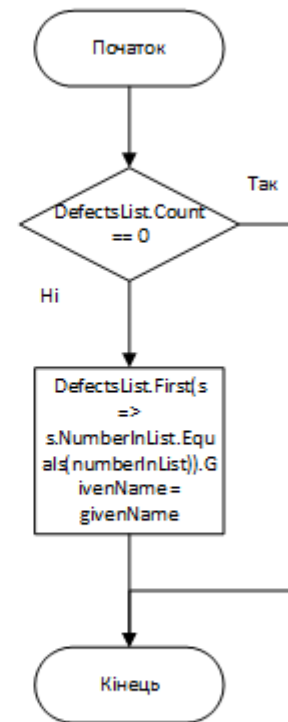 Початок
Так
DefectsList.Count
== 0
Ні
DefectsList.First(s
=>
s.NumberInList.Equ
als(numberInList)).G
ivenName =
givenName
Кінець